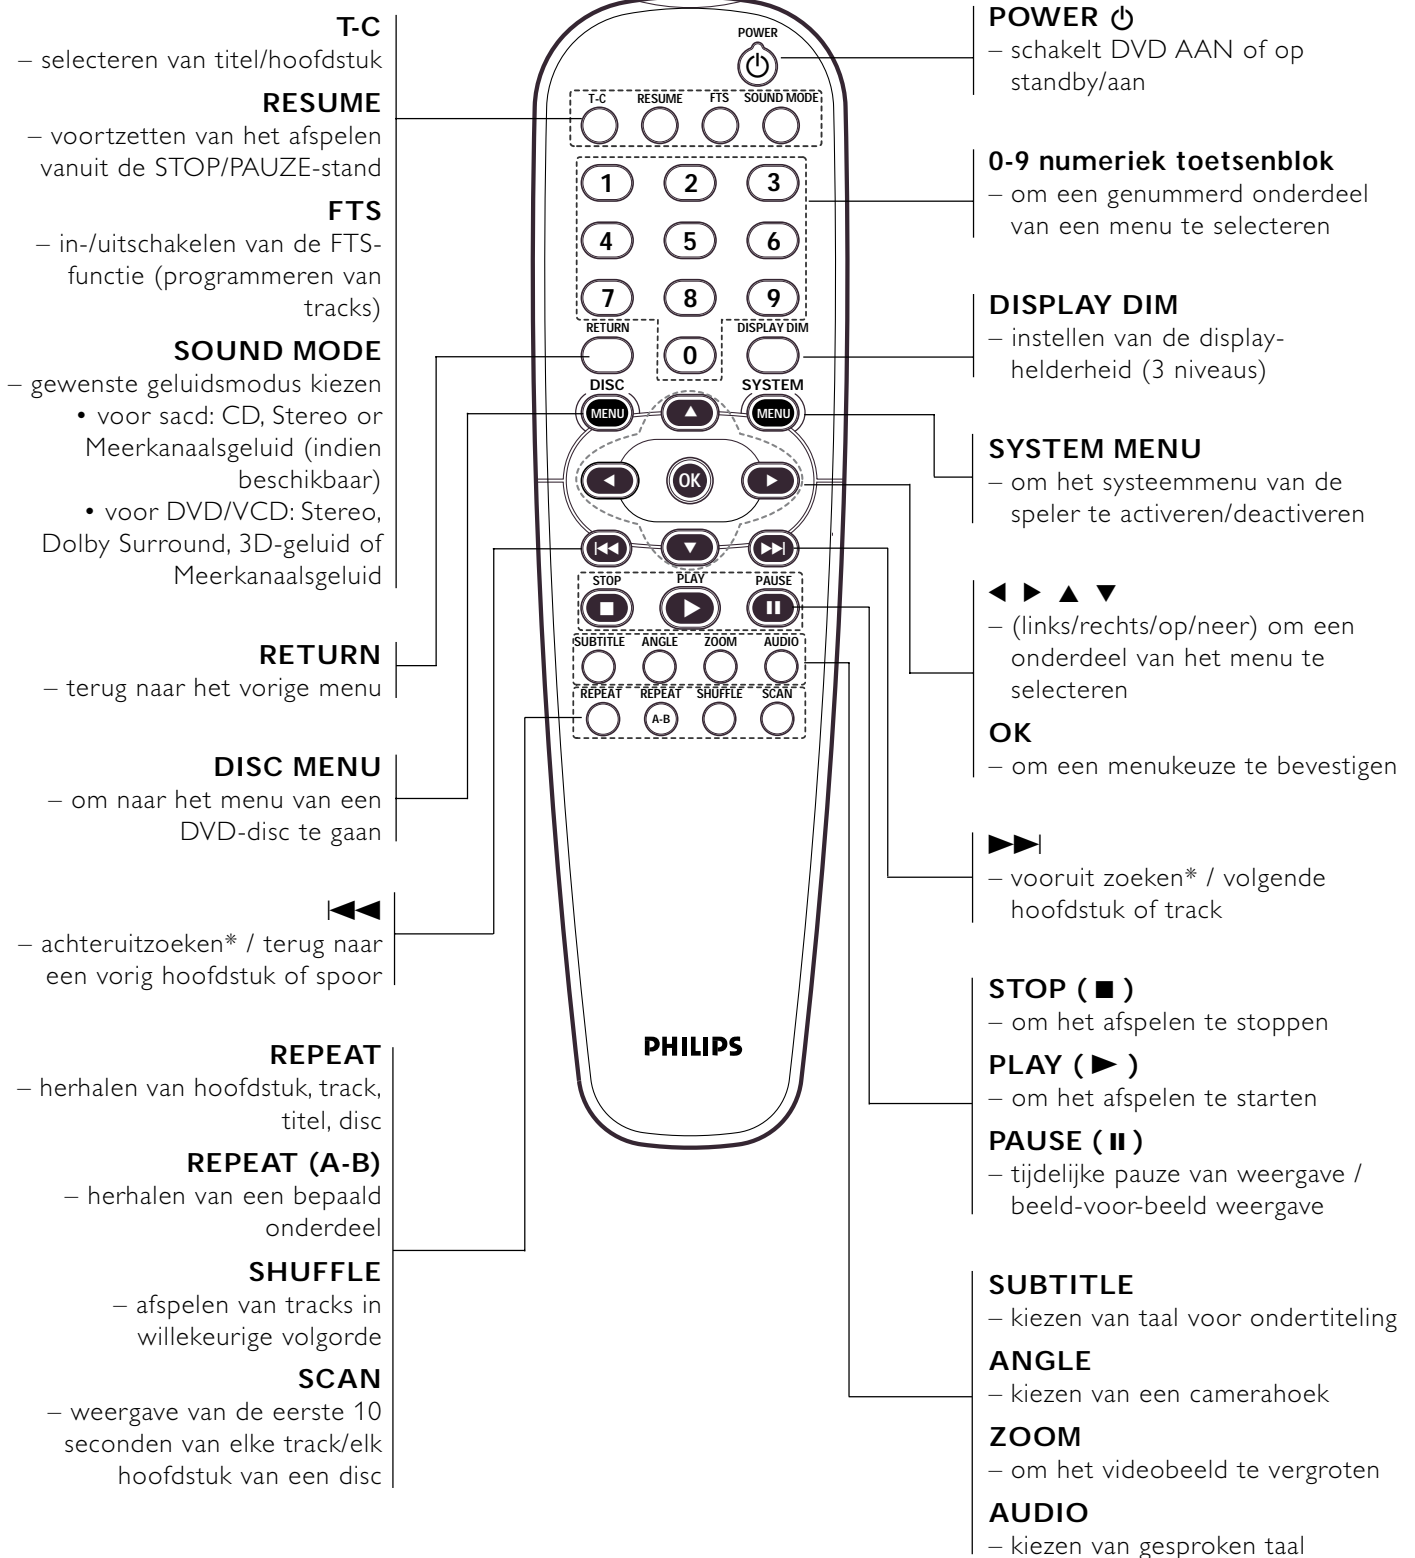 T-C
– selecteren van titel/hoofdstuk
RESUME
– voortzetten van het afspelen
vanuit de STOP/PAUZE-stand
FTS
– in-/uitschakelen van de FTS-
functie (programmeren van
tracks)
SOUND MODE
– gewenste geluidsmodus kiezen
• voor sacd: CD, Stereo or
Meerkanaalsgeluid (indien
beschikbaar)
• voor DVD/VCD: Stereo,
Dolby Surround, 3D-geluid of
Meerkanaalsgeluid
RETURN
– terug naar het vorige menu
DISC MENU
– om naar het menu van een
DVD-disc te gaan
– achteruitzoeken* / terug naar
een vorig hoofdstuk of spoor
REPEAT
– herhalen van hoofdstuk, track,
titel, disc
REPEAT (A-B)
– herhalen van een bepaald
onderdeel
SHUFFLE
– afspelen van tracks in
willekeurige volgorde
SCAN
– weergave van de eerste 10
seconden van elke track/elk
hoofdstuk van een disc
POWER
T-C RESUME FTS SOUND MODE
1 2 3
4 5 6
7 8 9
RETURN DISPLAY DIM
0
DISC SYSTEM
MENU MENU
OK
STOP PLAY PAUSE
SUBTITLE ANGLE ZOOM AUDIO
REPEAT REPEAT SHUFFLE SCAN
A-B
PHILIPS
POWER ⏻
– schakelt DVD AAN of op
standby/aan
0-9 numeriek toetsenblok
– om een genummerd onderdeel
van een menu te selecteren
DISPLAY DIM
– instellen van de display-
helderheid (3 niveaus)
SYSTEM MENU
– om het systeemmenu van de
speler te activeren/deactiveren
◀ ▶ ▲ ▼
– (links/rechts/op/neer) om een
onderdeel van het menu te
selecteren
OK
– om een menukeuze te bevestigen
– vooruit zoeken* / volgende
hoofdstuk of track
STOP ( ■ )
– om het afspelen te stoppen
PLAY ( ▶ )
– om het afspelen te starten
PAUSE ( II )
– tijdelijke pauze van weergave /
beeld-voor-beeld weergave
SUBTITLE
– kiezen van taal voor ondertiteling
ANGLE
– kiezen van een camerahoek
ZOOM
– om het videobeeld te vergroten
AUDIO
– kiezen van gesproken taal